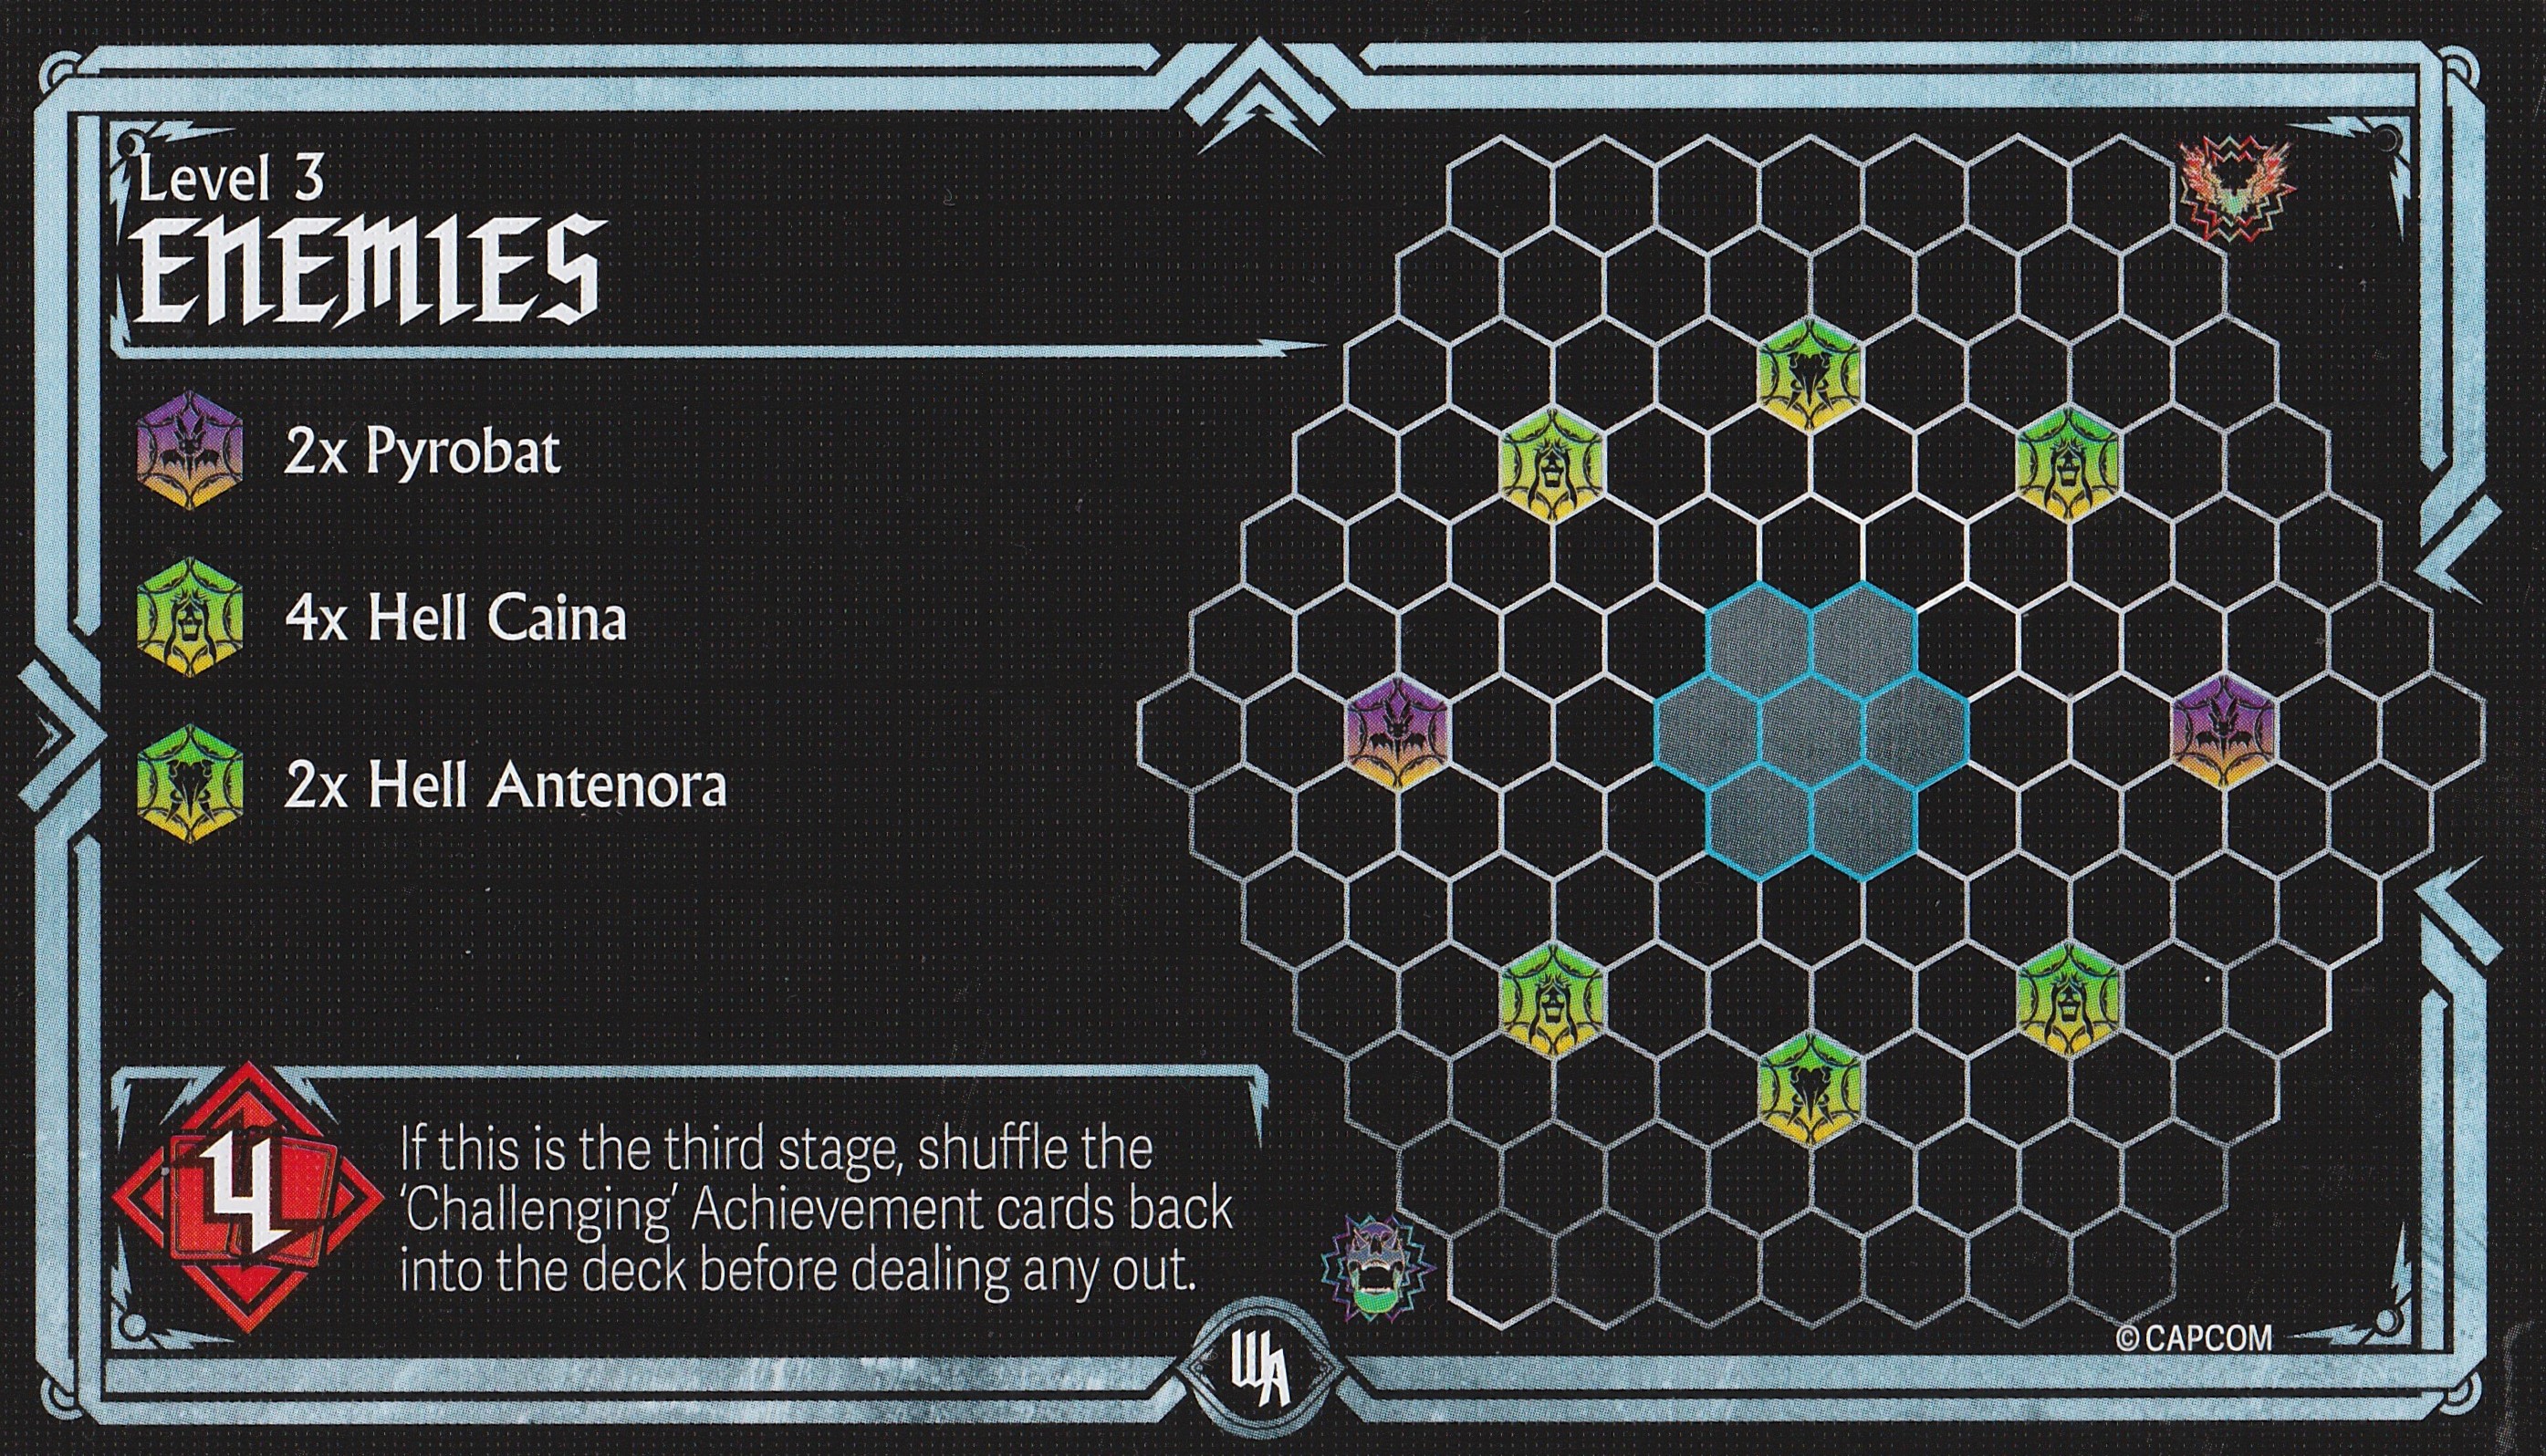 Level 3
ENEMIES
2x Pyrobat
4x Hell Caina
2x Hell Antenora
4
If this is the third stage, shuffle the
‘Challenging’ Achievement cards back
into the deck before dealing any out.
WA
© CAPCOM